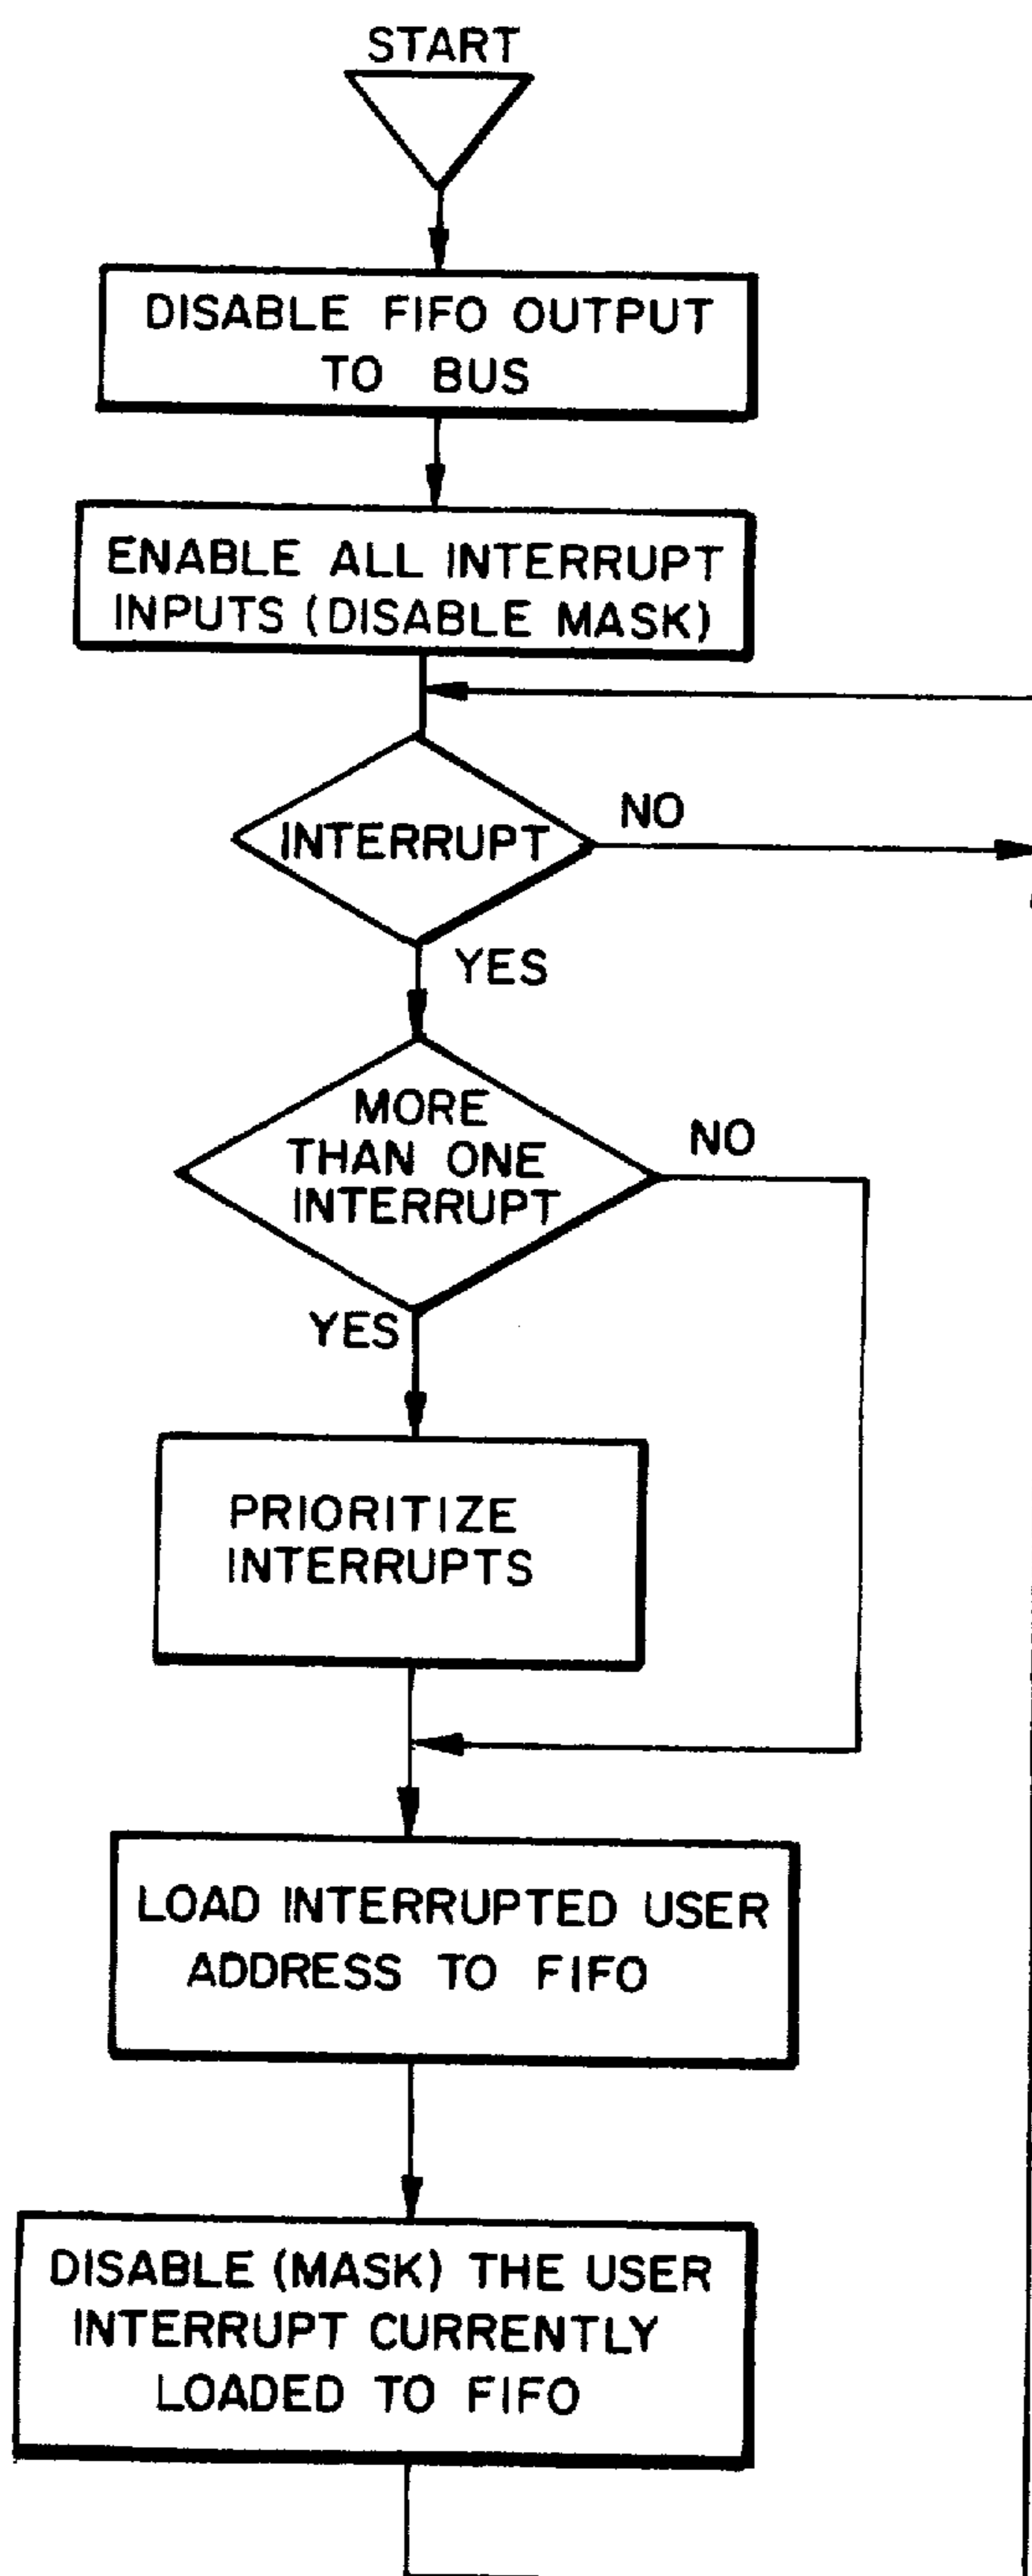 START
DISABLE FIFO OUTPUT
TO BUS
ENABLE ALL INTERRUPT
INPUTS (DISABLE MASK)
INTERRUPT
NO
YES
MORE
THAN ONE
INTERRUPT
NO
YES
PRIORITIZE
INTERRUPTS
LOAD INTERRUPTED USER
ADDRESS TO FIFO
DISABLE (MASK) THE USER
INTERRUPT CURRENTLY
LOADED TO FIFO